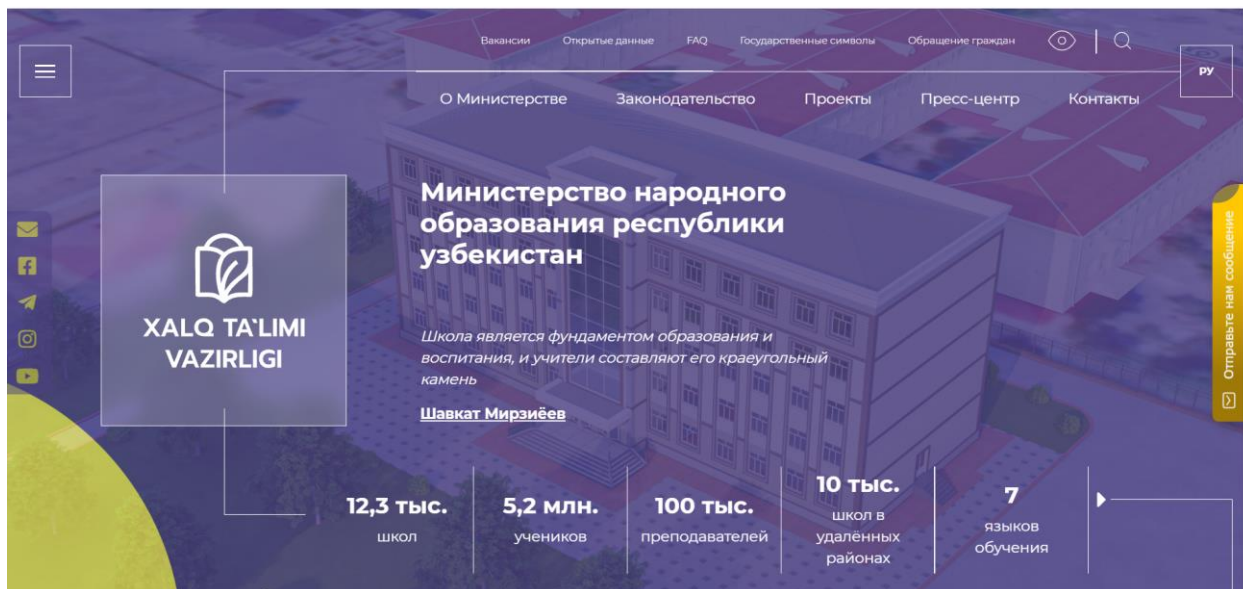 Вакансии
Открытые данные
FAQ
Государственные символы
Обращение граждан
РУ
О Министерстве
Законодательство
Проекты
Пресс-центр
Контакты
XALQ TA`LIMI
VAZIRLIGI
Министерство народного
образования республики
узбекистан
Школа является фундаментом образования и
воспитания, и учители составляют его краеугольный
камень
Шавкат Мирзиёев
12,3 тыс.
школ
5,2 млн.
учеников
100 тыс.
преподавателей
10 тыс.
школ в
удалённых
районах
7
языков
обучения
Отправьте нам сообщение